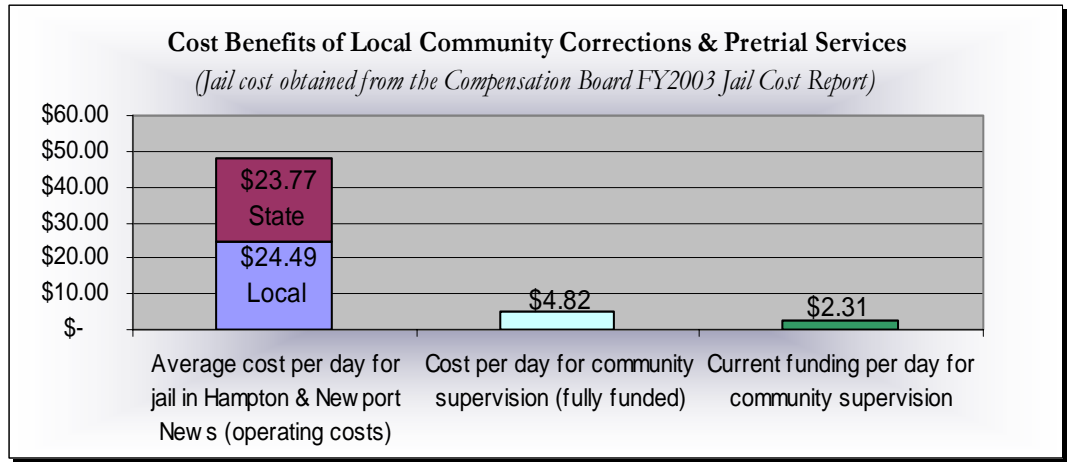 Cost Benefits of Local Community Corrections & Pretrial Services
(Jail cost obtained from the Compensation Board FY2003 Jail Cost Report)
$60.00
$50.00
$40.00
$30.00
$20.00
$10.00
$-
$23.77
State
$24.49
Local
$4.82
$2.31
Average cost per day for
jail in Hampton & New port
New s (operating costs)
Cost per day for community
supervision (fully funded)
Current funding per day for
community supervision